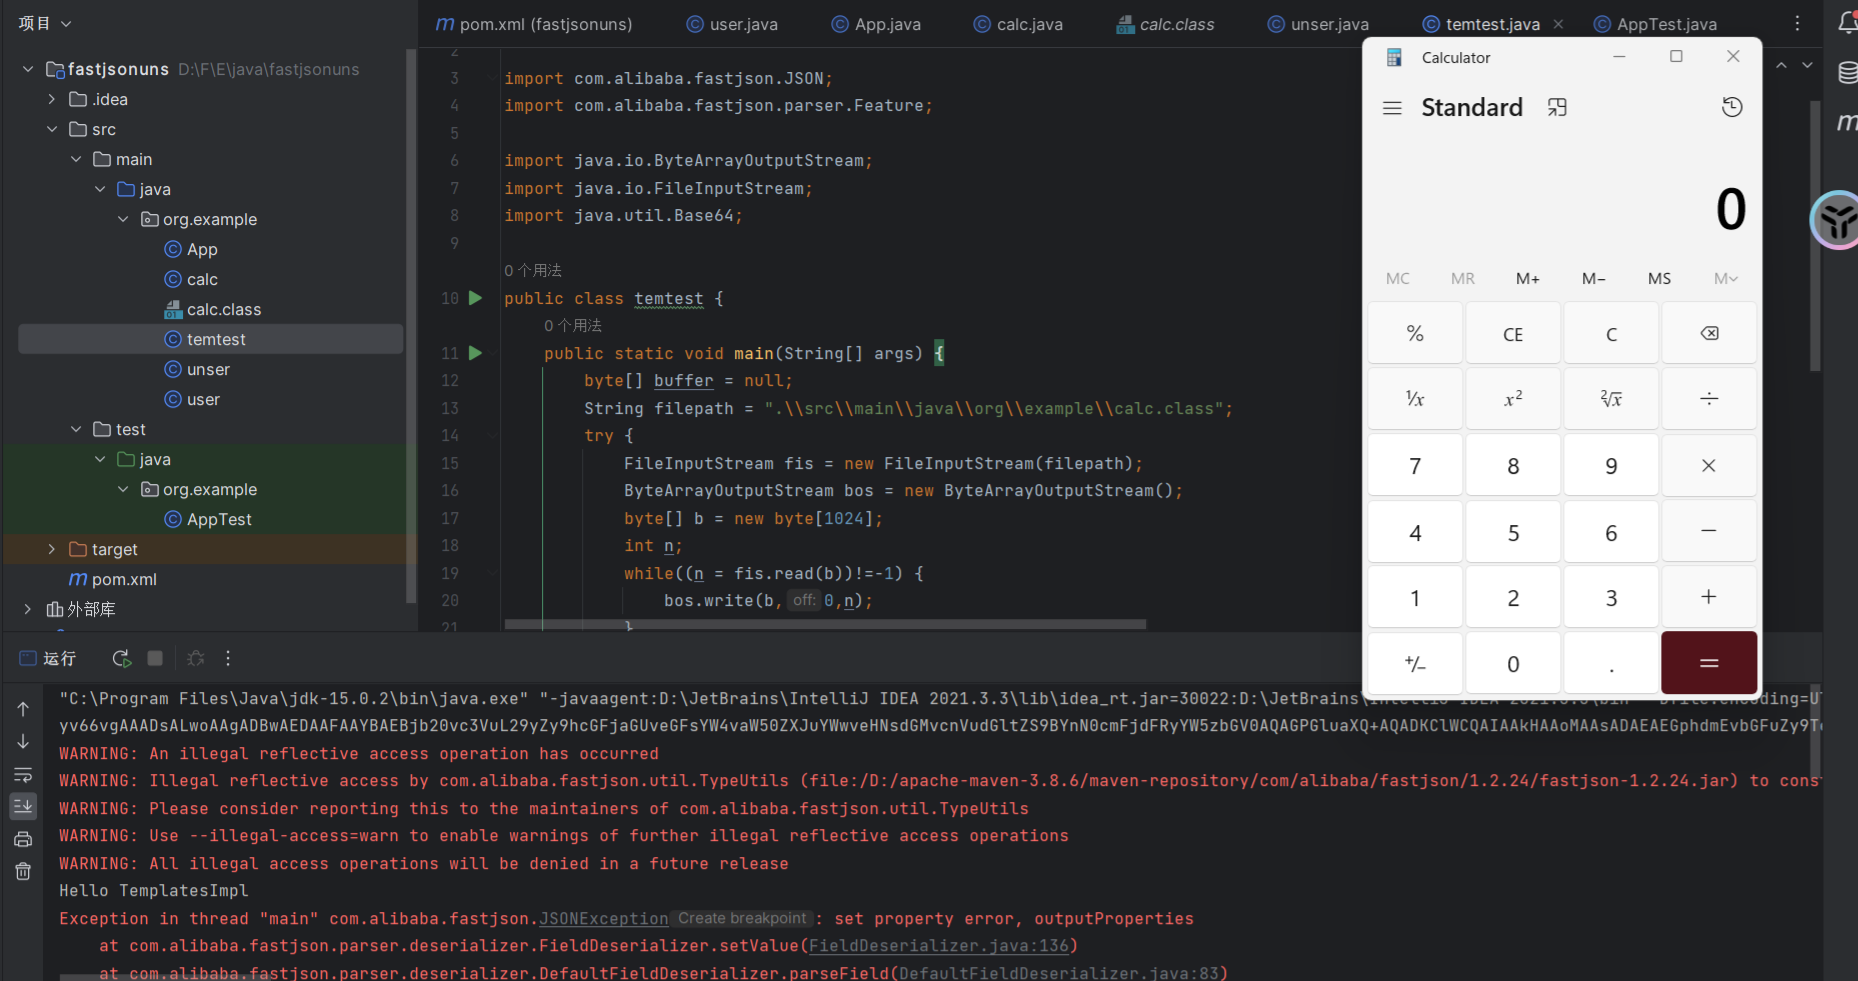 项目
pom.xml (fastjsonuns) user.java App.java calc.java calc.class unser.java temtest.java AppTest.java
fastjsonuns D:\F\E\java\fastjsonuns
.idea
src
main
java
org.example
App
calc
calc.class
temtest
unser
user
test
java
org.example
AppTest
target
pom.xml
外部库
2
3 import com.alibaba.fastjson.JSON;
4 import com.alibaba.fastjson.parser.Feature;
5
6 import java.io.ByteArrayOutputStream;
7 import java.io.FileInputStream;
8 import java.util.Base64;
9
0 个用法
10 public class temtest {
0 个用法
11 public static void main(String[] args) {
12 byte[] buffer = null;
13 String filepath = ".\\src\\main\\java\\org\\example\\calc.class";
14 try {
15 FileInputStream fis = new FileInputStream(filepath);
16 ByteArrayOutputStream bos = new ByteArrayOutputStream();
17 byte[] b = new byte[1024];
18 int n;
19 while((n = fis.read(b))!=-1) {
20 bos.write(b, off: 0,n);
21 }
Calculator
Standard
0
MC MR M+ M− MS M
% CE C
¹/x x² ²√x ÷
7 8 9 ×
4 5 6 −
1 2 3 +
+/− 0 . =
运行
"C:\Program Files\Java\jdk-15.0.2\bin\java.exe" "-javaagent:D:\JetBrains\IntelliJ IDEA 2021.3.3\lib\idea_rt.jar=30022:D:\JetBrains\IntelliJ IDEA 2021.3.3\bin"
WARNING: An illegal reflective access operation has occurred
WARNING: Illegal reflective access by com.alibaba.fastjson.util.TypeUtils (file:/D:/apache-maven-3.8.6/maven-repository/com/alibaba/fastjson/1.2.24/fastjson-1.2.24.jar) to cons
WARNING: Please consider reporting this to the maintainers of com.alibaba.fastjson.util.TypeUtils
WARNING: Use --illegal-access=warn to enable warnings of further illegal reflective access operations
WARNING: All illegal access operations will be denied in a future release
Hello TemplatesImpl
Exception in thread "main" com.alibaba.fastjson.JSONException Create breakpoint : set property error, outputProperties
at com.alibaba.fastjson.parser.deserializer.FieldDeserializer.setValue(FieldDeserializer.java:136)
at com.alibaba.fastjson.parser.deserializer.DefaultFieldDeserializer.parseField(DefaultFieldDeserializer.java:83)